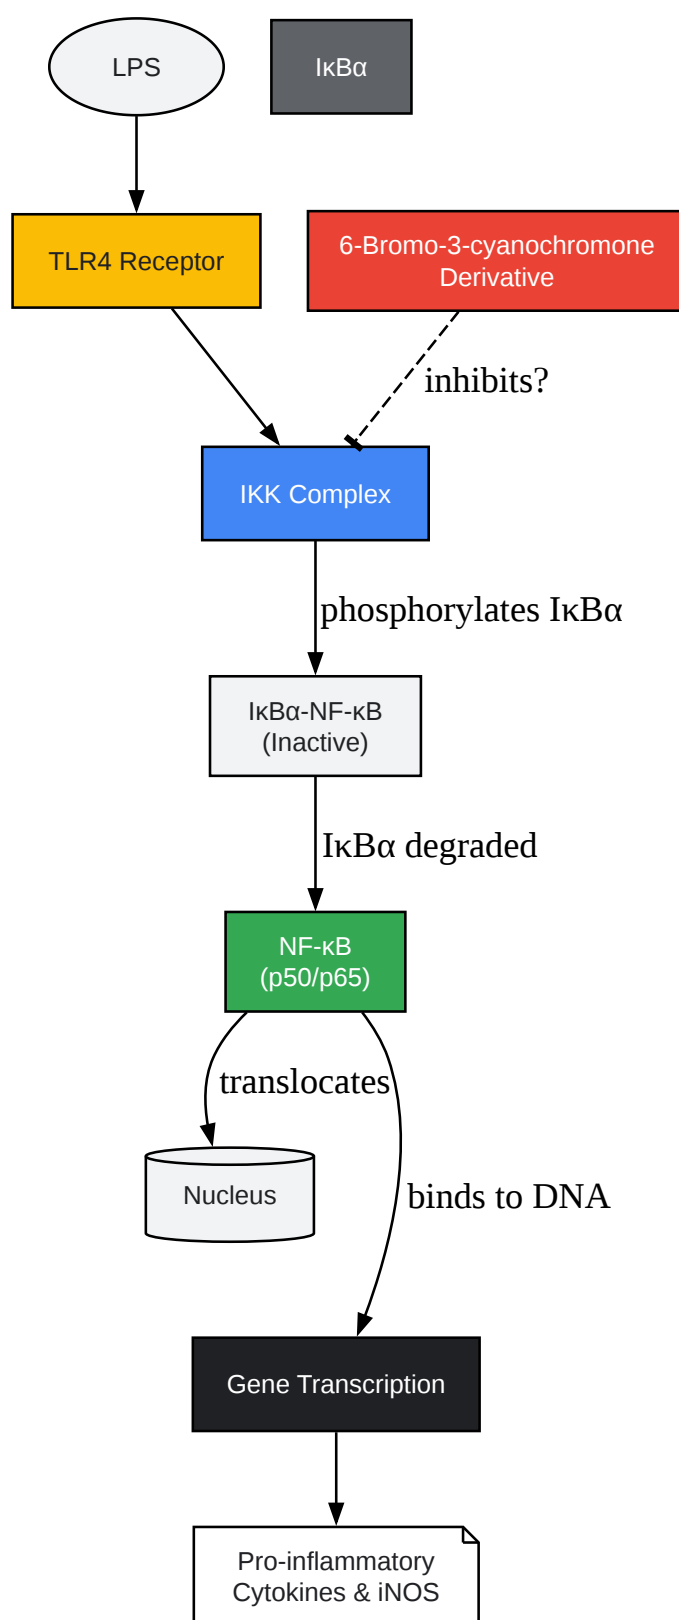 LPS
IκBα
TLR4 Receptor
6-Bromo-3-cyanochromone
Derivative
inhibits?
IKK Complex
phosphorylates IκBα
IκBα-NF-κB
(Inactive)
IκBα degraded
NF-κB
(p50/p65)
translocates
Nucleus
binds to DNA
Gene Transcription
Pro-inflammatory
Cytokines & iNOS